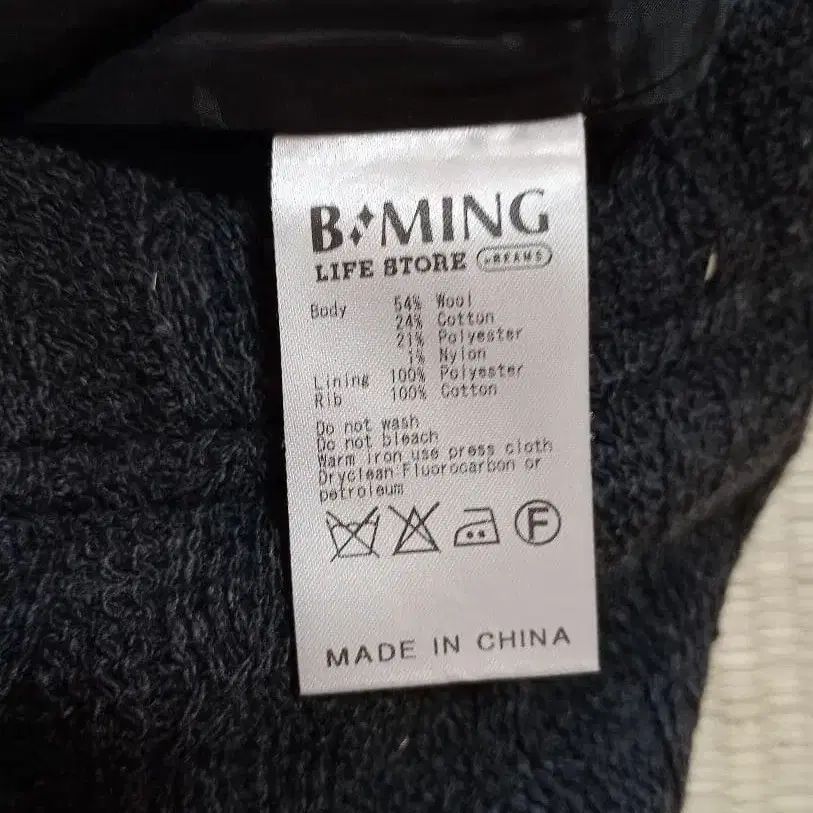 B MING
LIFE STORE BEAMS
Body 54% Wool
24% Cotton
21% Polyester
1% Nylon
Lining 100% Polyester
Rib 100% Cotton
Do not wash
Do not bleach
Warm iron use press cloth
Dryclean Fluorocarbon or
petroleum
F
MADE IN CHINA